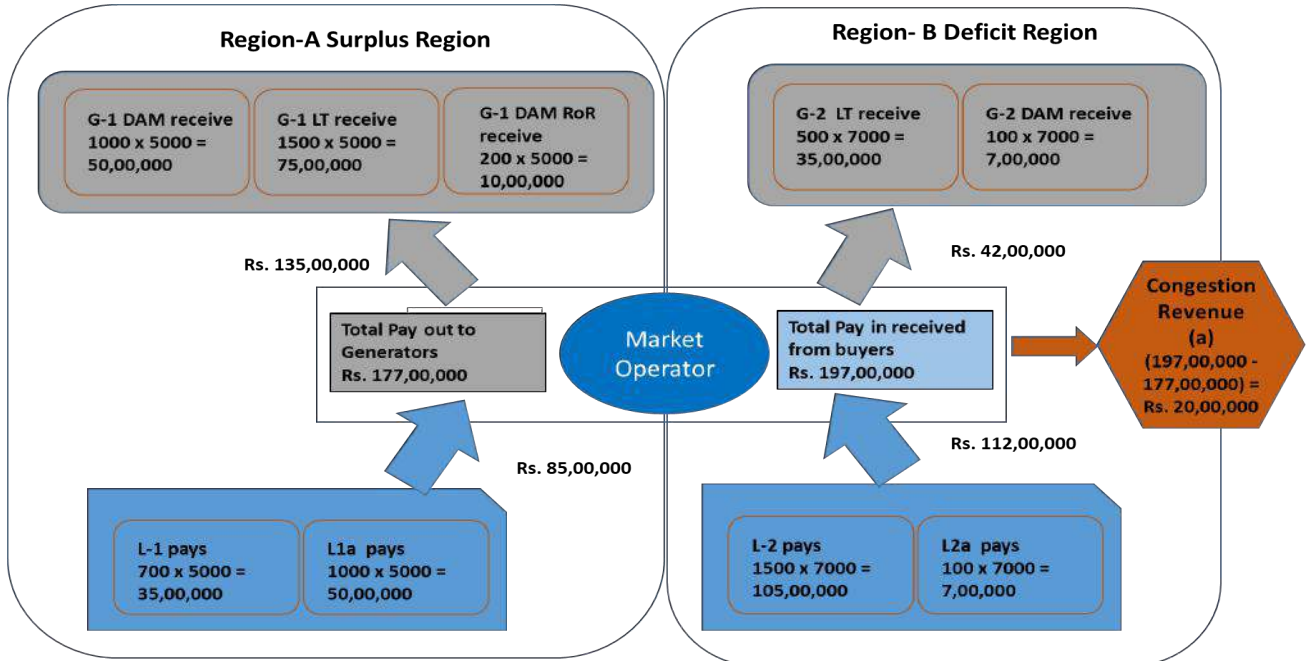 Region-A Surplus Region
Region- B Deficit Region
G-1 DAM receive
1000 x 5000 =
50,00,000
G-1 LT receive
1500 x 5000 =
75,00,000
G-1 DAM RoR
receive
200 x 5000 =
10,00,000
G-2 LT receive
500 x 7000 =
35,00,000
G-2 DAM receive
100 x 7000 =
7,00,000
Rs. 135,00,000
Rs. 42,00,000
Total Pay out to
Generators
Rs. 177,00,000
Market
Operator
Total Pay in received
from buyers
Rs. 197,00,000
Congestion
Revenue
(a)
(197,00,000 -
177,00,000) =
Rs. 20,00,000
Rs. 85,00,000
Rs. 112,00,000
L-1 pays
700 x 5000 =
35,00,000
L1a pays
1000 x 5000 =
50,00,000
L-2 pays
1500 x 7000 =
105,00,000
L2a pays
100 x 7000 =
7,00,000